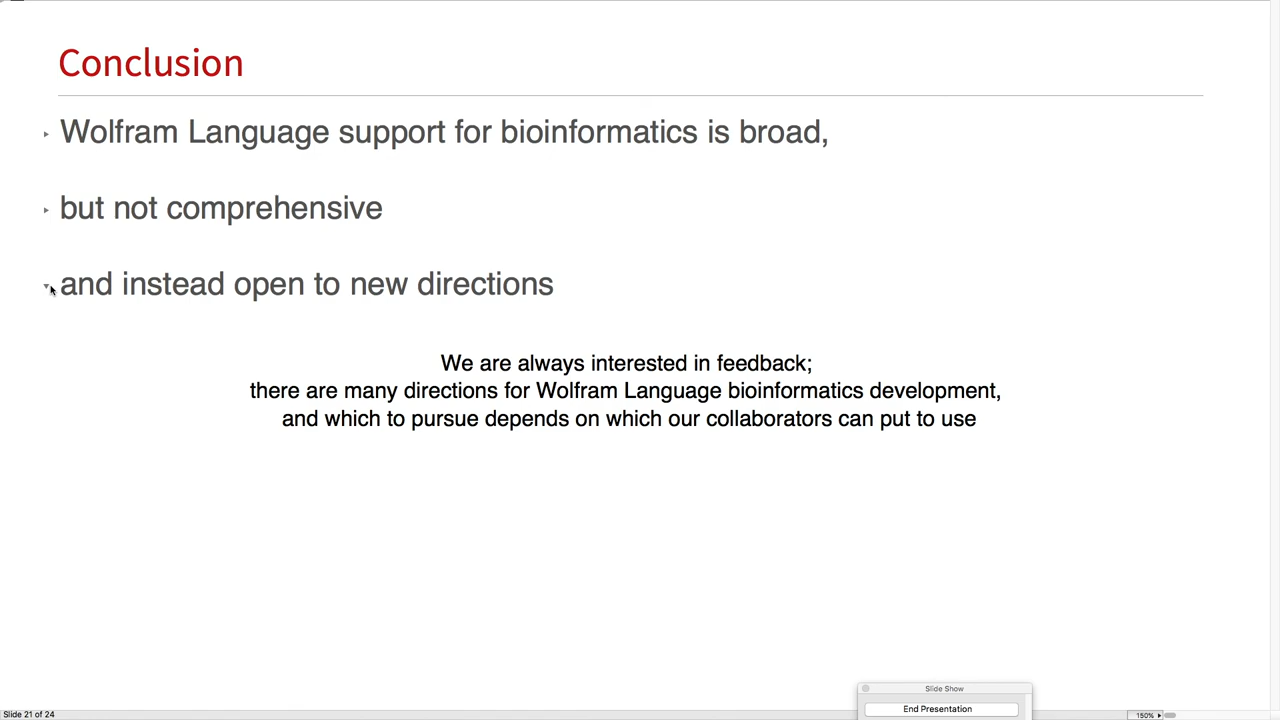 Conclusion
Wolfram Language support for bioinformatics is broad,
but not comprehensive
and instead open to new directions
We are always interested in feedback;
there are many directions for Wolfram Language bioinformatics development,
and which to pursue depends on which our collaborators can put to use
Slide Show
End Presentation
Slide 21 of 24
150%